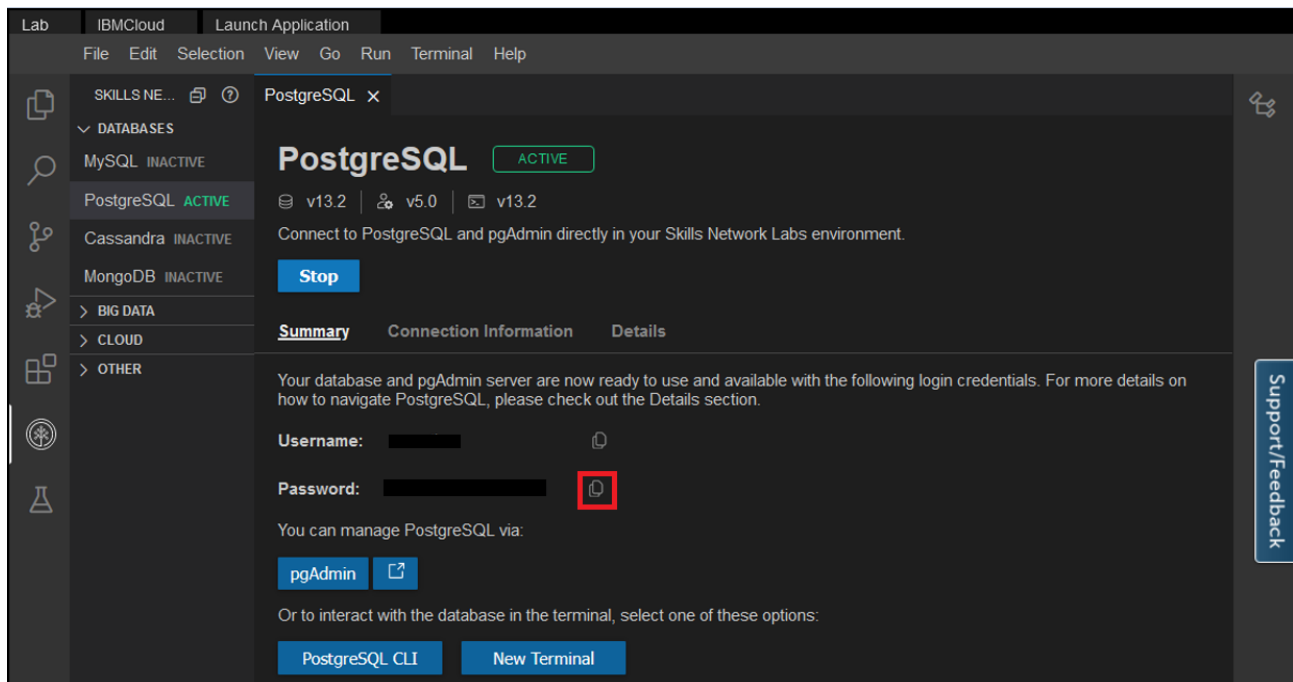 Lab IBMCloud Launch Application
File Edit Selection View Go Run Terminal Help
SKILLS NE... PostgreSQL
DATABASES
MySQL INACTIVE
PostgreSQL ACTIVE
Cassandra INACTIVE
MongoDB INACTIVE
BIG DATA
CLOUD
OTHER
PostgreSQL ACTIVE
v13.2 v5.0 v13.2
Connect to PostgreSQL and pgAdmin directly in your Skills Network Labs environment.
Stop
Summary Connection Information Details
Your database and pgAdmin server are now ready to use and available with the following login credentials. For more details on
how to navigate PostgreSQL, please check out the Details section.
Username:
Password:
You can manage PostgreSQL via:
pgAdmin
Or to interact with the database in the terminal, select one of these options:
PostgreSQL CLI New Terminal
Support/Feedback